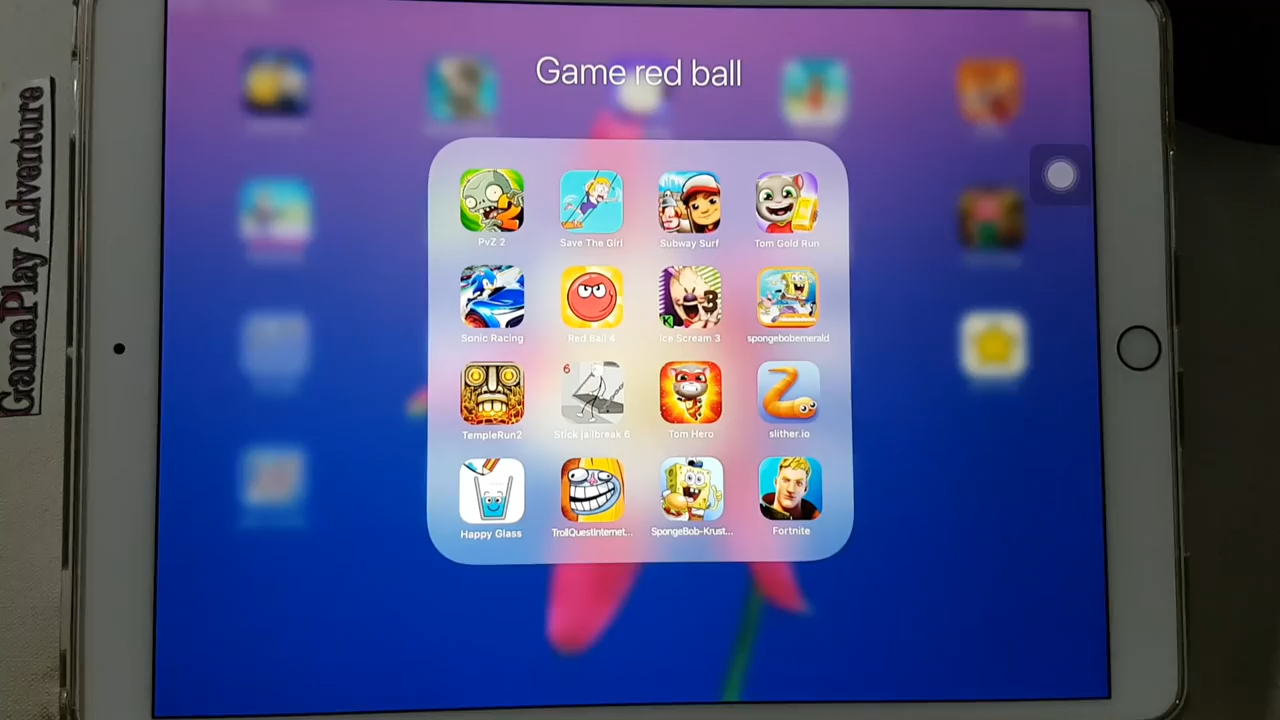 GamePlay Adventure
Game red ball
PvZ 2
Save The Girl
Subway Surf
Tom Gold Run
Sonic Racing
Red Ball 4
3
Ice Scream 3
spongebobemerald
TempleRun2
6
Stick jailbreak 6
Tom Hero
slither.io
Happy Glass
TrollQuestInternet...
SpongeBob-Krust...
Fortnite